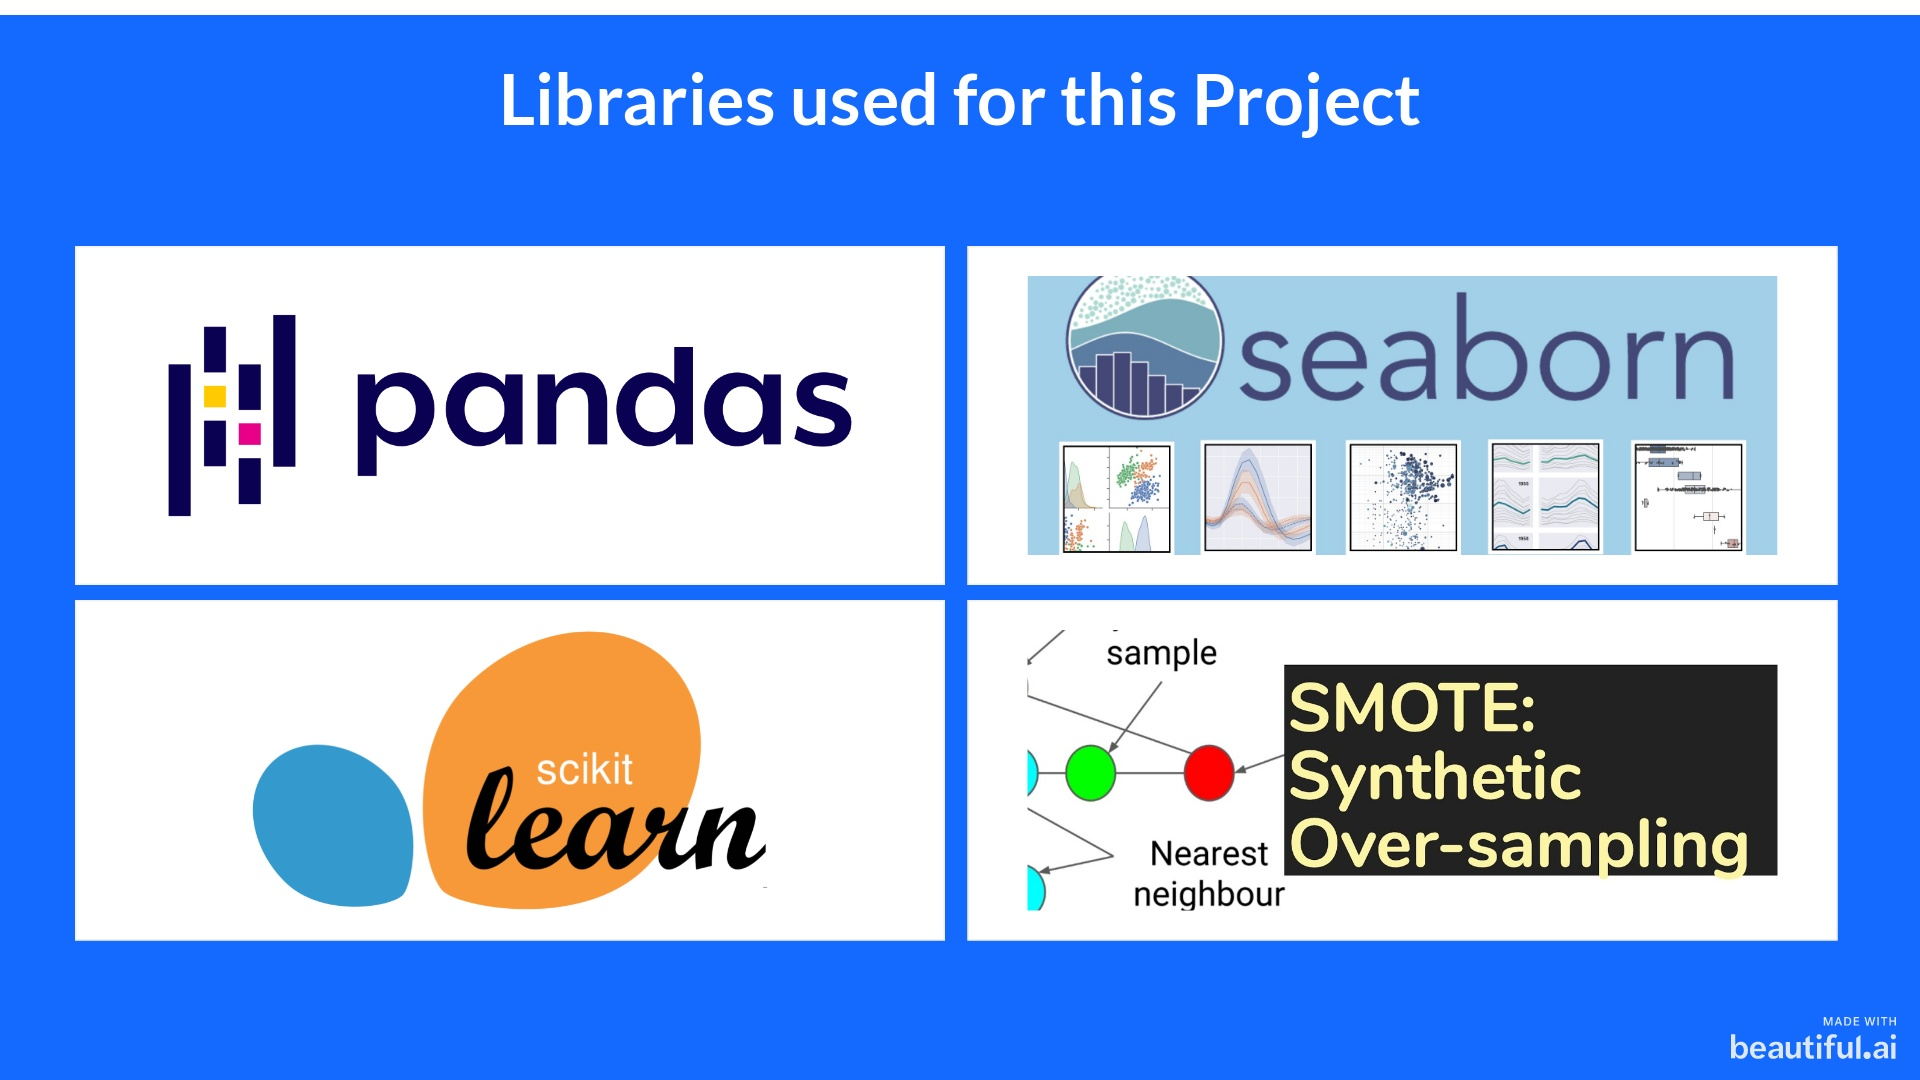 Libraries used for this Project
pandas
seaborn
scikit
learn
sample
SMOTE:
Synthetic
Over-sampling
Nearest
neighbour
MADE WITH
beautiful.ai